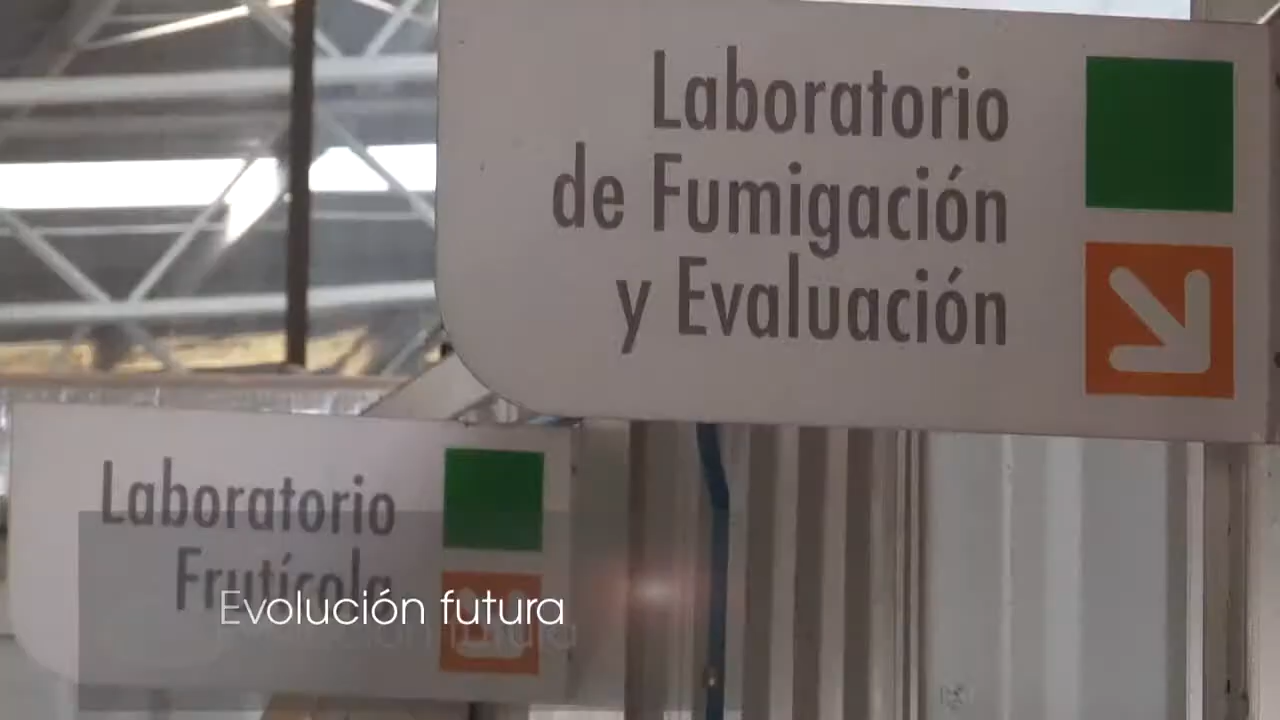 Laboratorio
de Fumigación
y Evaluación
Laboratorio
Frutícola
Evolución futura